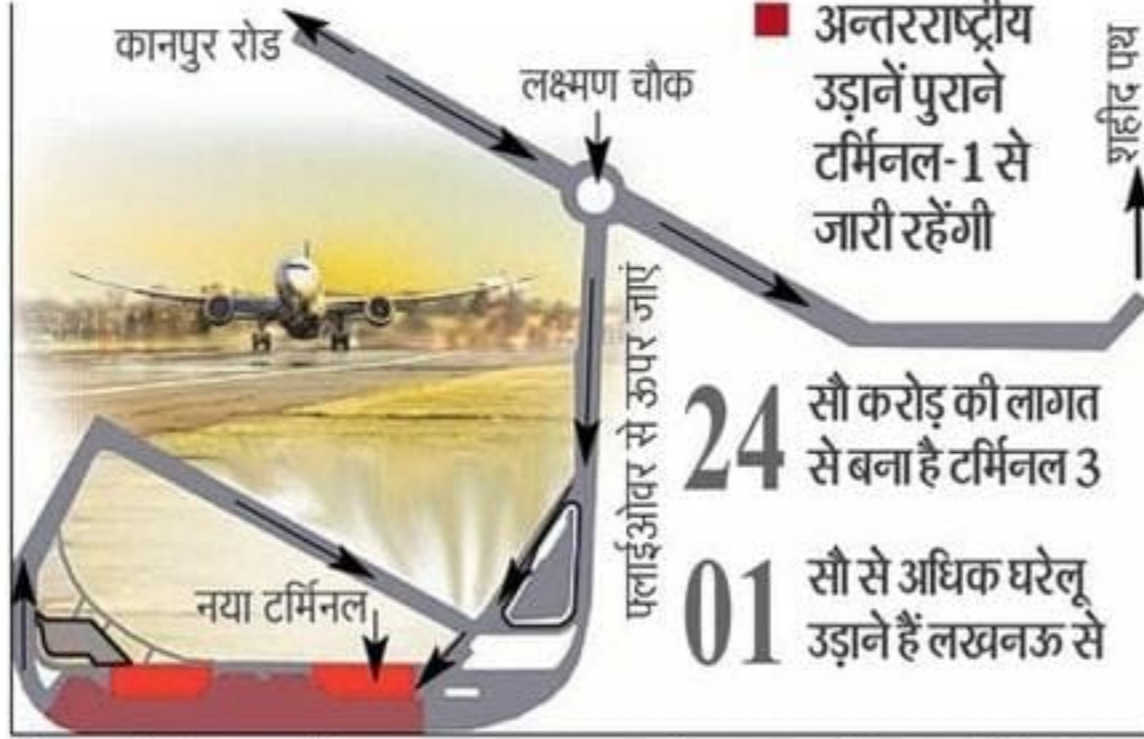 कानपुर रोड
लक्ष्मण चौक
अन्तरराष्ट्रीय
उड़ानें पुराने
टर्मिनल-1 से
जारी रहेंगी
शहीद पथ
फ्लाईओवर से ऊपर जाएं
24
सौ करोड़ की लागत
से बना है टर्मिनल 3
01
सौ से अधिक घरेलू
उड़ाने हैं लखनऊ से
नया टर्मिनल